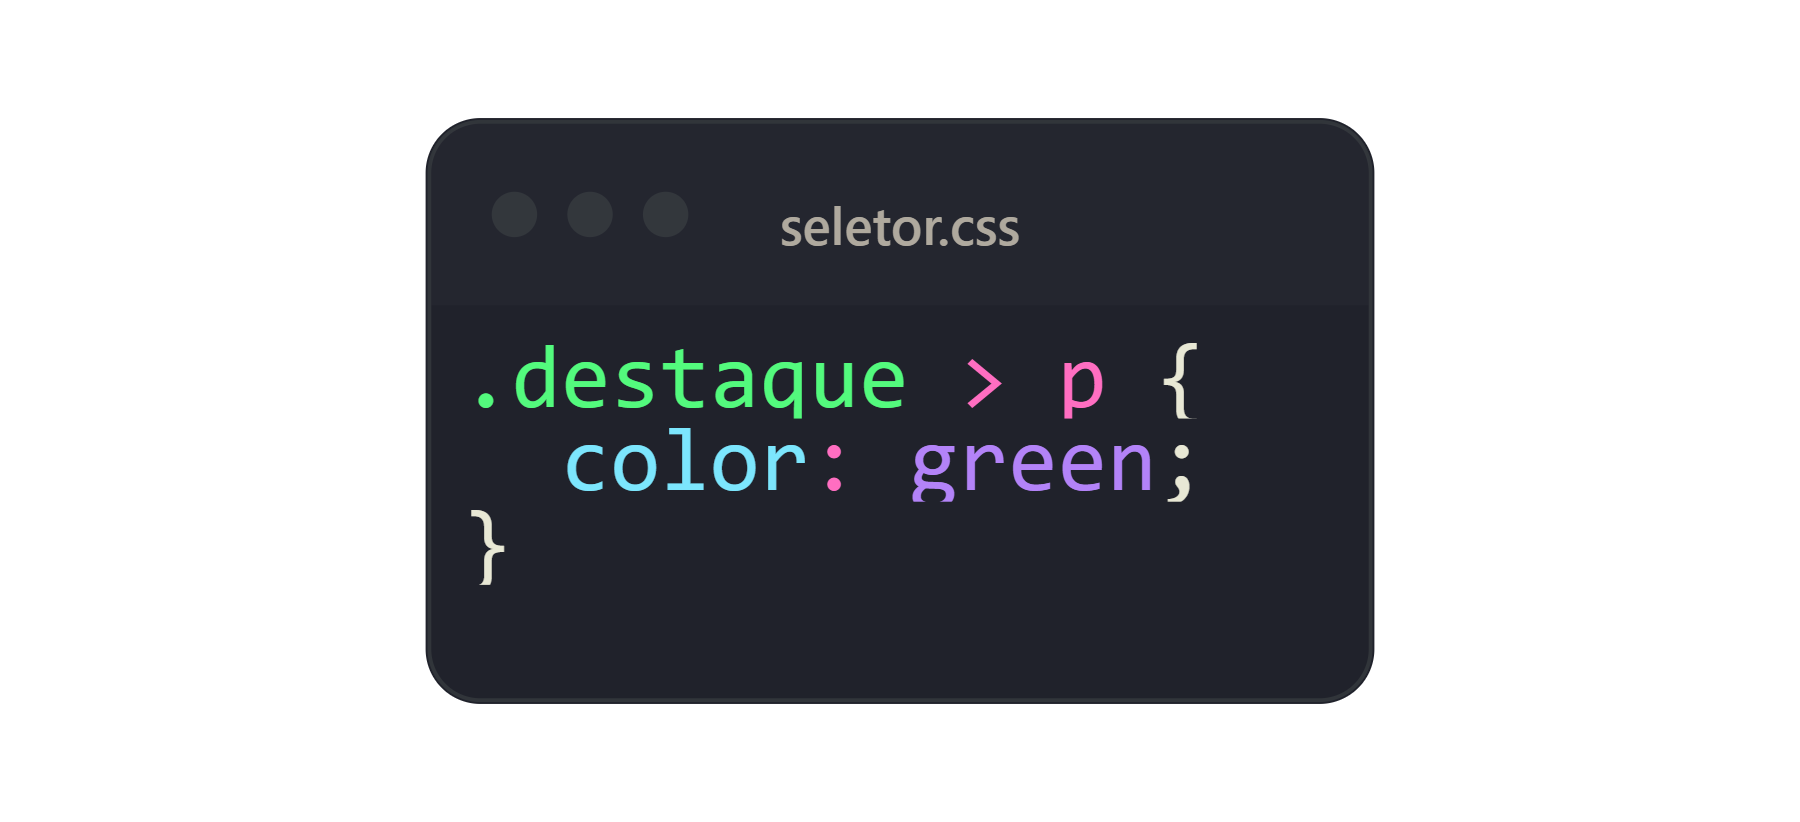 seletor.css
.destaque > p {
  color: green;
}